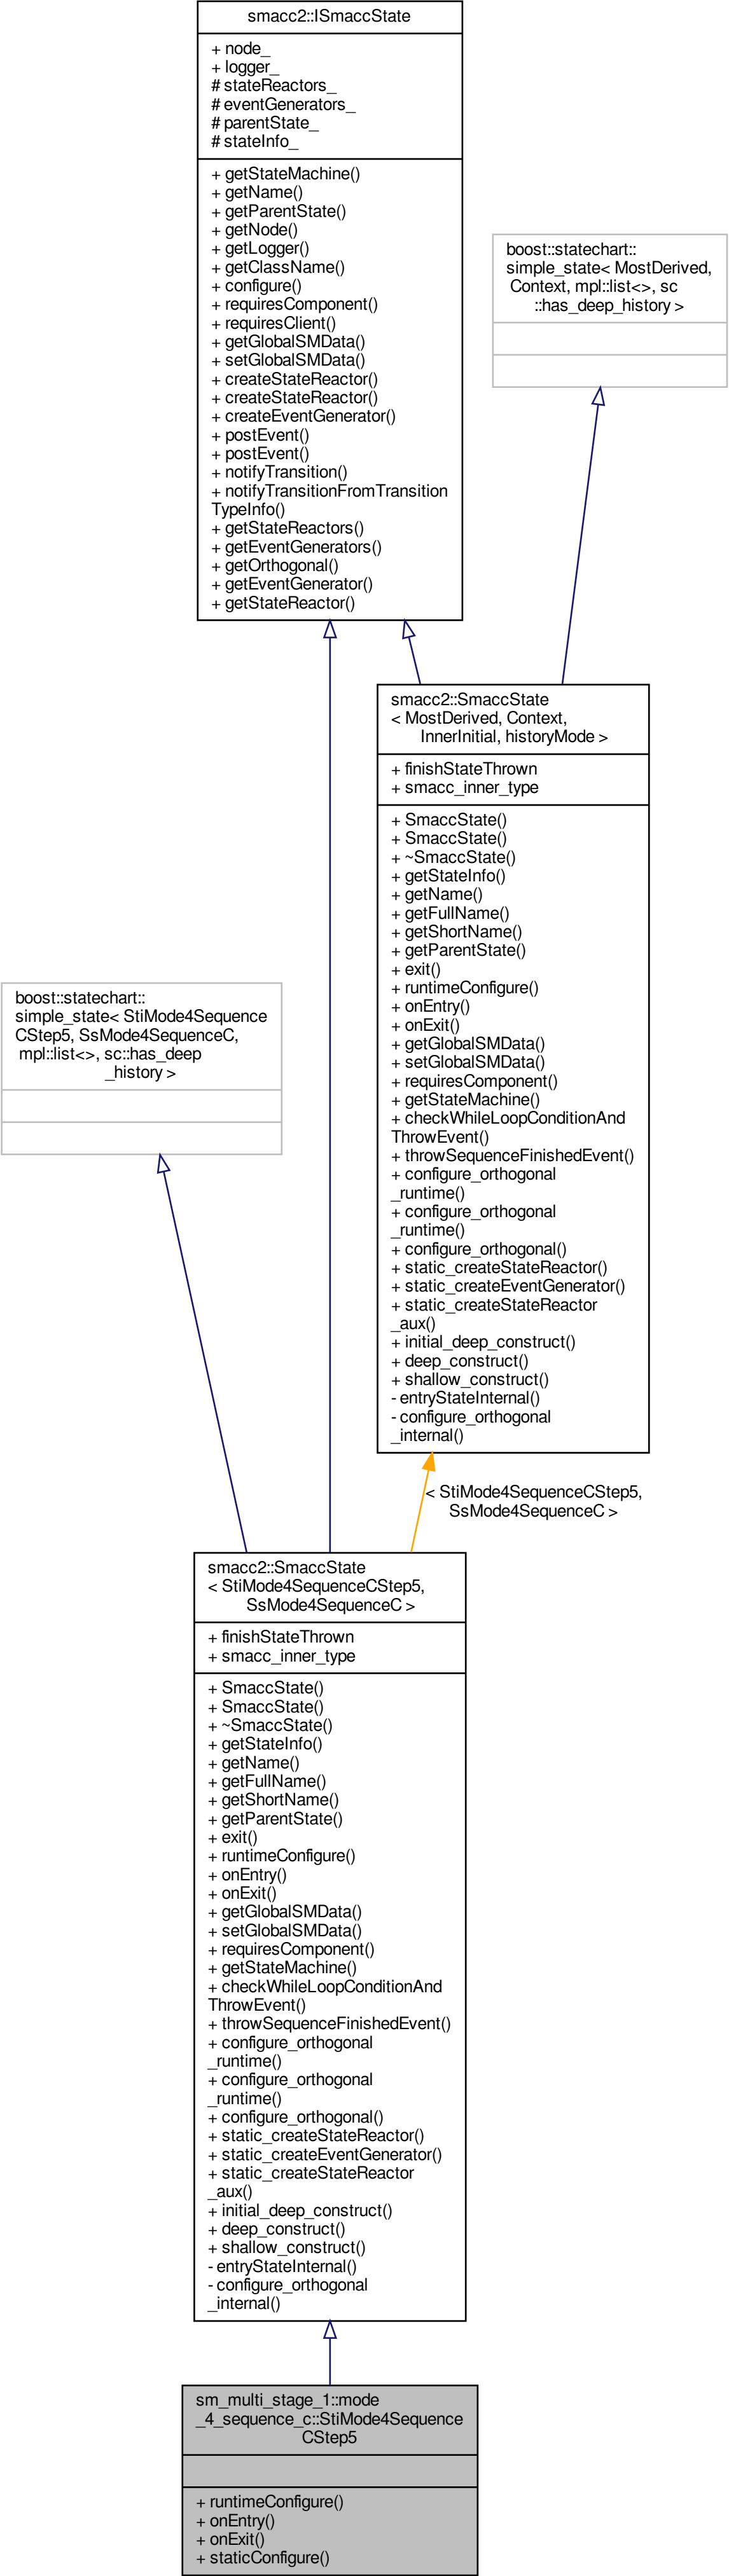 smacc2::ISmaccState
+ node_
+ logger_
# stateReactors_
# eventGenerators_
# parentState_
# stateInfo_
+ getStateMachine()
+ getName()
+ getParentState()
+ getNode()
+ getLogger()
+ getClassName()
+ configure()
+ requiresComponent()
+ requiresClient()
+ getGlobalSMData()
+ setGlobalSMData()
+ createStateReactor()
+ createStateReactor()
+ createEventGenerator()
+ postEvent()
+ postEvent()
+ notifyTransition()
+ notifyTransitionFromTransition
TypeInfo()
+ getStateReactors()
+ getEventGenerators()
+ getOrthogonal()
+ getEventGenerator()
+ getStateReactor()
boost::statechart::
simple_state< MostDerived,
Context, mpl::list<>, sc
::has_deep_history >
smacc2::SmaccState
< MostDerived, Context,
InnerInitial, historyMode >
+ finishStateThrown
+ smacc_inner_type
+ SmaccState()
+ SmaccState()
+ ~SmaccState()
+ getStateInfo()
+ getName()
+ getFullName()
+ getShortName()
+ getParentState()
+ exit()
+ runtimeConfigure()
+ onEntry()
+ onExit()
+ getGlobalSMData()
+ setGlobalSMData()
+ requiresComponent()
+ getStateMachine()
+ checkWhileLoopConditionAnd
ThrowEvent()
+ throwSequenceFinishedEvent()
+ configure_orthogonal
_runtime()
+ configure_orthogonal
_runtime()
+ configure_orthogonal()
+ static_createStateReactor()
+ static_createEventGenerator()
+ static_createStateReactor
_aux()
+ initial_deep_construct()
+ deep_construct()
+ shallow_construct()
- entryStateInternal()
- configure_orthogonal
_internal()
boost::statechart::
simple_state< StiMode4Sequence
CStep5, SsMode4SequenceC,
mpl::list<>, sc::has_deep
_history >
< StiMode4SequenceCStep5,
SsMode4SequenceC >
smacc2::SmaccState
< StiMode4SequenceCStep5,
SsMode4SequenceC >
+ finishStateThrown
+ smacc_inner_type
+ SmaccState()
+ SmaccState()
+ ~SmaccState()
+ getStateInfo()
+ getName()
+ getFullName()
+ getShortName()
+ getParentState()
+ exit()
+ runtimeConfigure()
+ onEntry()
+ onExit()
+ getGlobalSMData()
+ setGlobalSMData()
+ requiresComponent()
+ getStateMachine()
+ checkWhileLoopConditionAnd
ThrowEvent()
+ throwSequenceFinishedEvent()
+ configure_orthogonal
_runtime()
+ configure_orthogonal
_runtime()
+ configure_orthogonal()
+ static_createStateReactor()
+ static_createEventGenerator()
+ static_createStateReactor
_aux()
+ initial_deep_construct()
+ deep_construct()
+ shallow_construct()
- entryStateInternal()
- configure_orthogonal
_internal()
sm_multi_stage_1::mode
_4_sequence_c::StiMode4Sequence
CStep5
+ runtimeConfigure()
+ onEntry()
+ onExit()
+ staticConfigure()